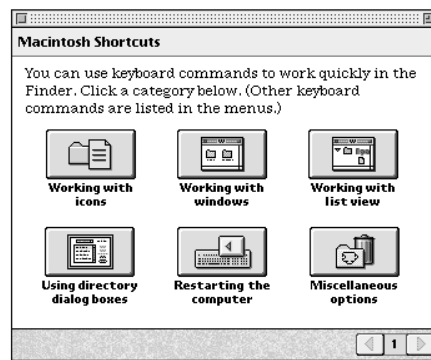 Macintosh Shortcuts
You can use keyboard commands to work quickly in the
Finder. Click a category below. (Other keyboard
commands are listed in the menus.)
Working with
icons
Working with
windows
Working with
list view
Using directory
dialog boxes
Restarting the
computer
Miscellaneous
options
1